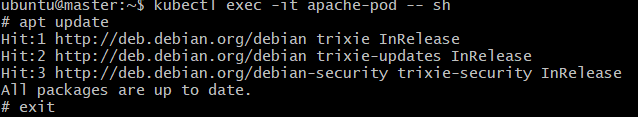 ubuntu@master:~$ kubectl exec -it apache-pod -- sh
# apt update
Hit:1 http://deb.debian.org/debian trixie InRelease
Hit:2 http://deb.debian.org/debian trixie-updates InRelease
Hit:3 http://deb.debian.org/debian-security trixie-security InRelease
All packages are up to date.
# exit